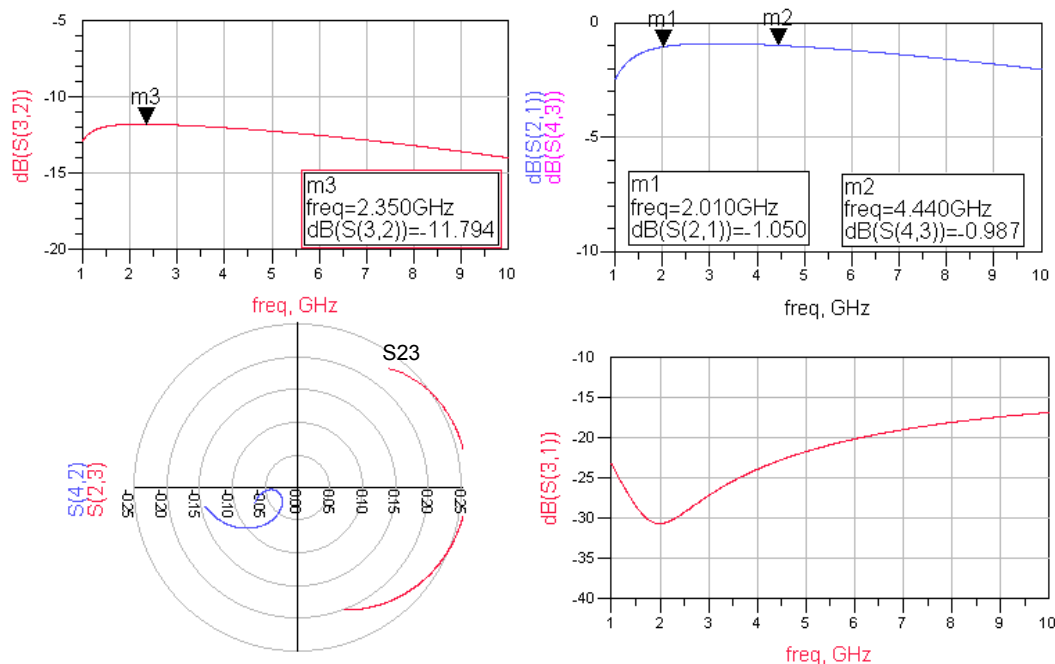 -5
-10
-15
-20
dB(S(3,2))
m3
m3
freq=2.350GHz
dB(S(3,2))=-11.794
1 2 3 4 5 6 7 8 9 10
freq, GHz
0
-5
-10
dB(S(2,1))
dB(S(4,3))
m1
m2
m1
freq=2.010GHz
dB(S(2,1))=-1.050
m2
freq=4.440GHz
dB(S(4,3))=-0.987
1 2 3 4 5 6 7 8 9 10
freq, GHz
S23
S(4,2)
S(2,3)
-0.25 -0.20 -0.15 -0.10 -0.05 0.00 0.05 0.10 0.15 0.20 0.25
-10
-15
-20
-25
-30
-35
-40
dB(S(3,1))
1 2 3 4 5 6 7 8 9 10
freq, GHz